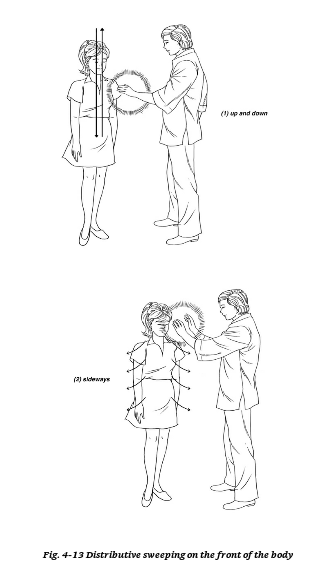 (1) up and down
(2) sideways
Fig. 4-13 Distributive sweeping on the front of the body